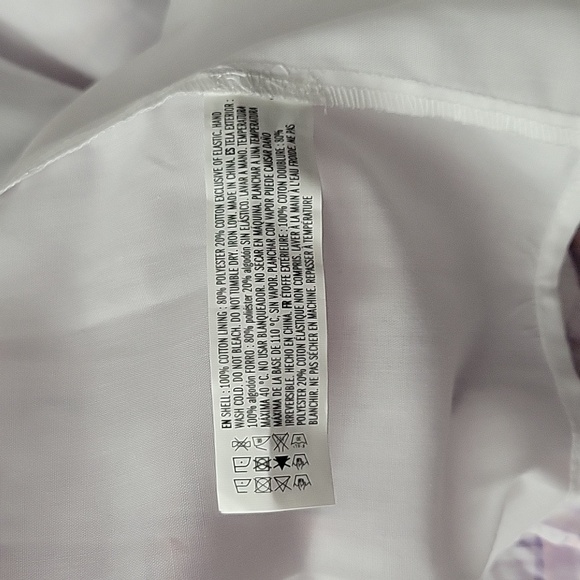 EN SHELL : 100% COTTON LINING : 80% POLYESTER 20% COTTON EXCLUSIVE OF ELASTIC. HAND
WASH COLD. DO NOT BLEACH. DO NOT TUMBLE DRY. IRON LOW. MADE IN CHINA. ES TELA EXTERIOR :
100% algodón FORRO : 80% poliéster 20% algodón SIN ELÁSTICO. LAVAR A MANO. TEMPERATURA
MÁXIMA 40 °C. NO USAR BLANQUEADOR. NO SECAR EN MÁQUINA. PLANCHAR A UNA TEMPERATURA
MÁXIMA DE LA BASE DE 110 °C, SIN VAPOR. PLANCHAR CON VAPOR PUEDE CAUSAR DAÑO
IRREVERSIBLE. HECHO EN CHINA. FR ÉTOFFE EXTÉRIEURE : 100% COTON DOUBLURE : 80%
POLYESTER 20% COTON ÉLASTIQUE NON COMPRIS. LAVER À LA MAIN À L'EAU FROIDE. NE PAS
BLANCHIR. NE PAS SÉCHER EN MACHINE. REPASSER À TEMPÉRATURE